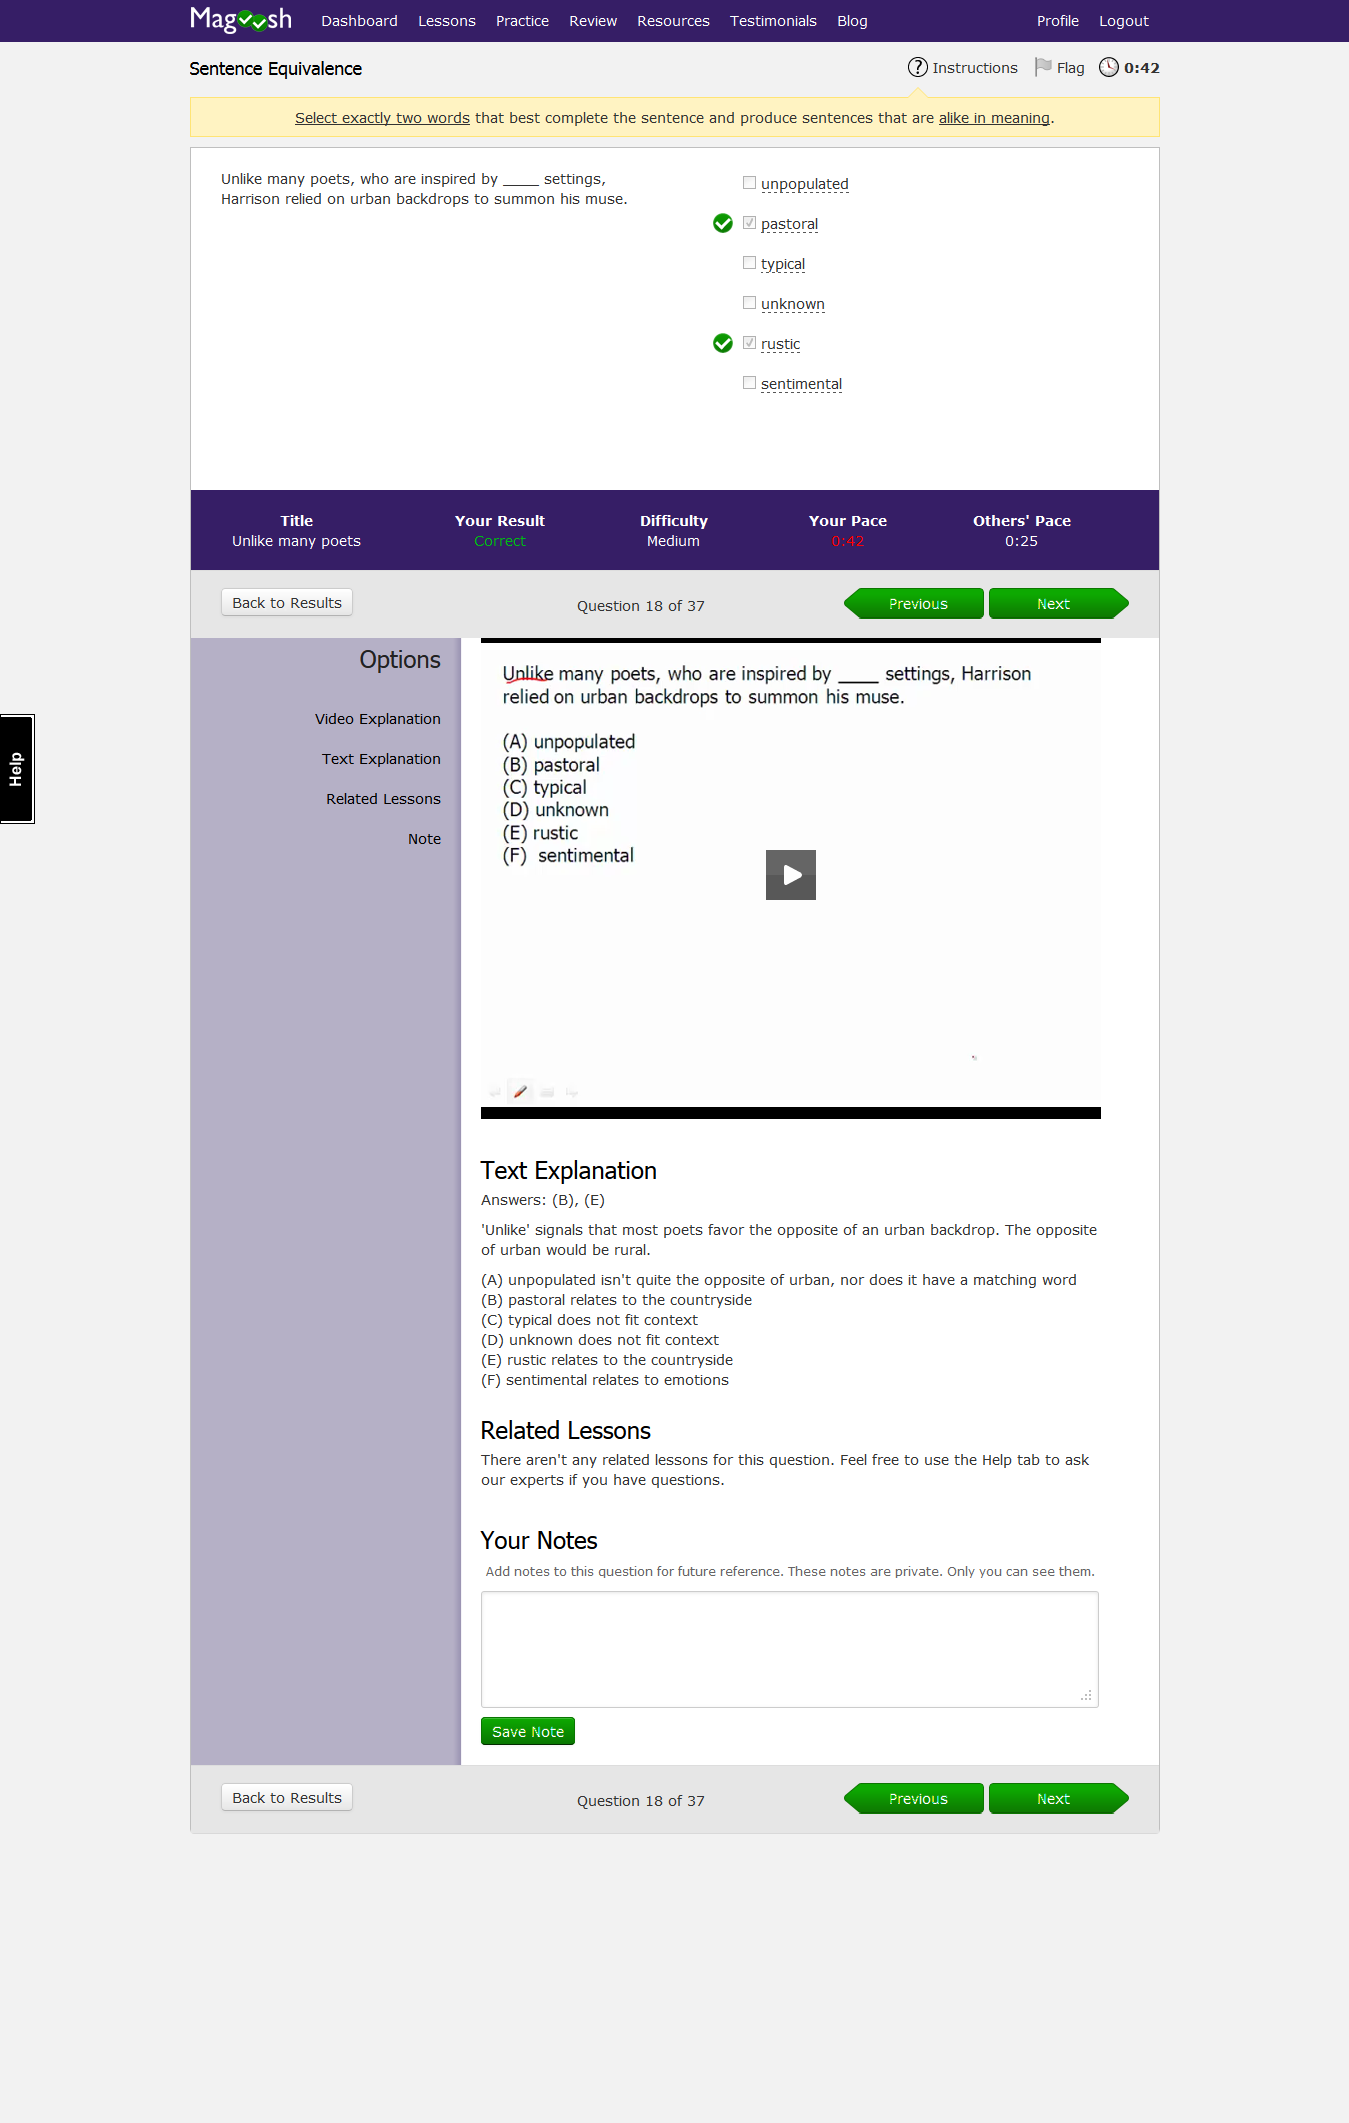 Magoosh Dashboard Lessons Practice Review Resources Testimonials Blog Profile Logout
Sentence Equivalence
Instructions Flag 0:42
Select exactly two words that best complete the sentence and produce sentences that are alike in meaning.
Unlike many poets, who are inspired by ____ settings,
Harrison relied on urban backdrops to summon his muse.
unpopulated
pastoral
typical
unknown
rustic
sentimental
Title Your Result Difficulty Your Pace Others' Pace
Unlike many poets Correct Medium 0:42 0:25
Back to Results Question 18 of 37 Previous Next
Options
Video Explanation
Text Explanation
Related Lessons
Note
Help
Unlike many poets, who are inspired by ____ settings, Harrison
relied on urban backdrops to summon his muse.
(A) unpopulated
(B) pastoral
(C) typical
(D) unknown
(E) rustic
(F) sentimental
Text Explanation
Answers: (B), (E)
'Unlike' signals that most poets favor the opposite of an urban backdrop. The opposite
of urban would be rural.
(A) unpopulated isn't quite the opposite of urban, nor does it have a matching word
(B) pastoral relates to the countryside
(C) typical does not fit context
(D) unknown does not fit context
(E) rustic relates to the countryside
(F) sentimental relates to emotions
Related Lessons
There aren't any related lessons for this question. Feel free to use the Help tab to ask
our experts if you have questions.
Your Notes
Add notes to this question for future reference. These notes are private. Only you can see them.
Save Note
Back to Results Question 18 of 37 Previous Next